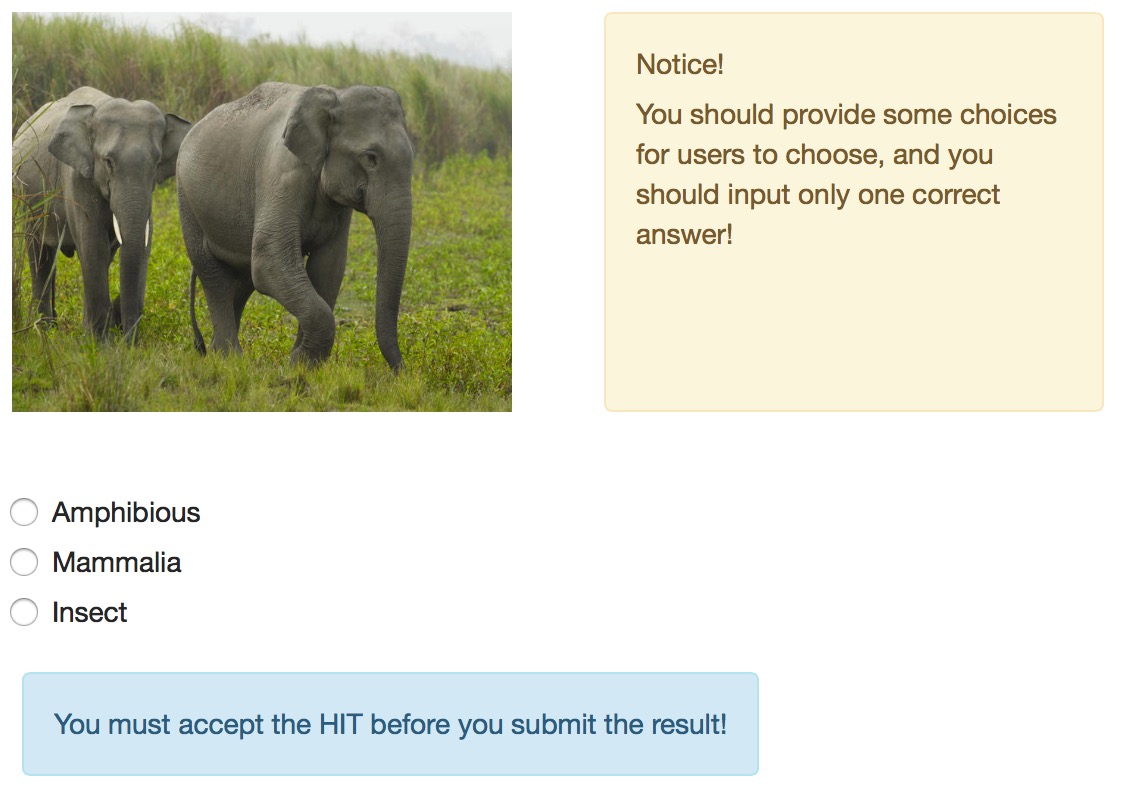 Notice!
You should provide some choices
for users to choose, and you
should input only one correct
answer!
Amphibious
Mammalia
Insect
You must accept the HIT before you submit the result!